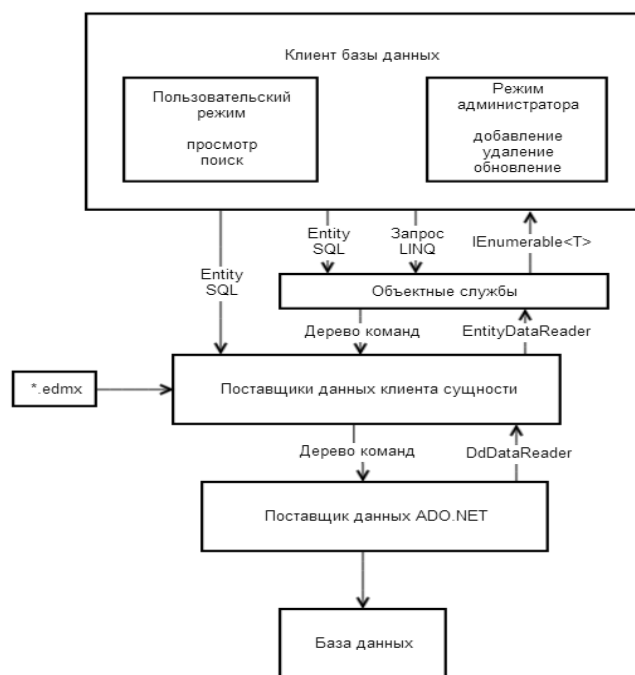 Клиент базы данных
Пользовательский
режим
просмотр
поиск
Режим
администратора
добавление
удаление
обновление
Entity
SQL
Entity
SQL
Запрос
LINQ
IEnumerable<T>
Объектные службы
Дерево команд
EntityDataReader
*.edmx
Поставщики данных клиента сущности
Дерево команд
DdDataReader
Поставщик данных ADO.NET
База данных